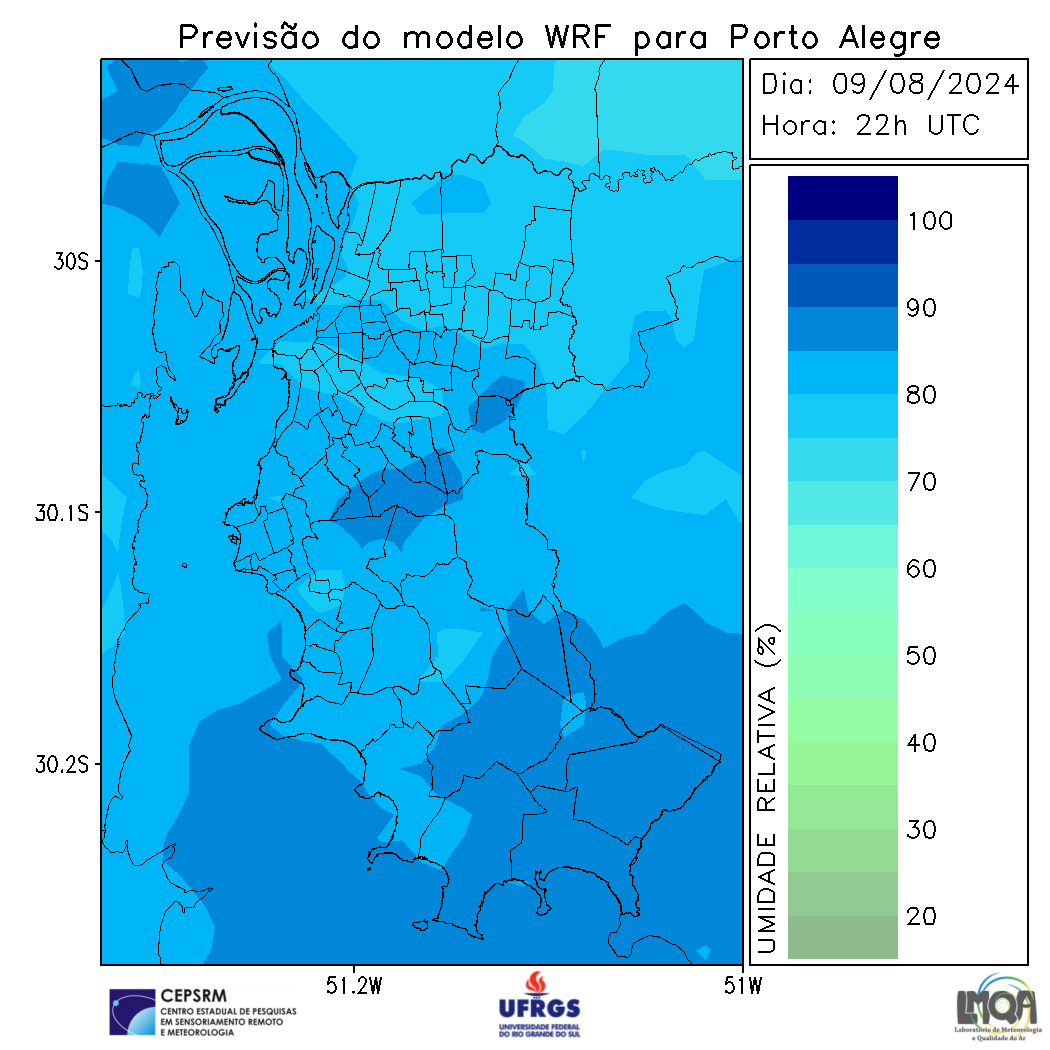 Previsão do modelo WRF para Porto Alegre
Dia: 09/08/2024
Hora: 22h UTC
30S
30.1S
30.2S
51.2W
51W
100
90
80
70
60
50
40
30
20
UMIDADE RELATIVA (%)
CEPSRM
CENTRO ESTADUAL DE PESQUISAS
EM SENSORIAMENTO REMOTO
E METEOROLOGIA
UFRGS
UNIVERSIDADE FEDERAL
DO RIO GRANDE DO SUL
LMQA
Laboratório de Meteorologia
e Qualidade do Ar